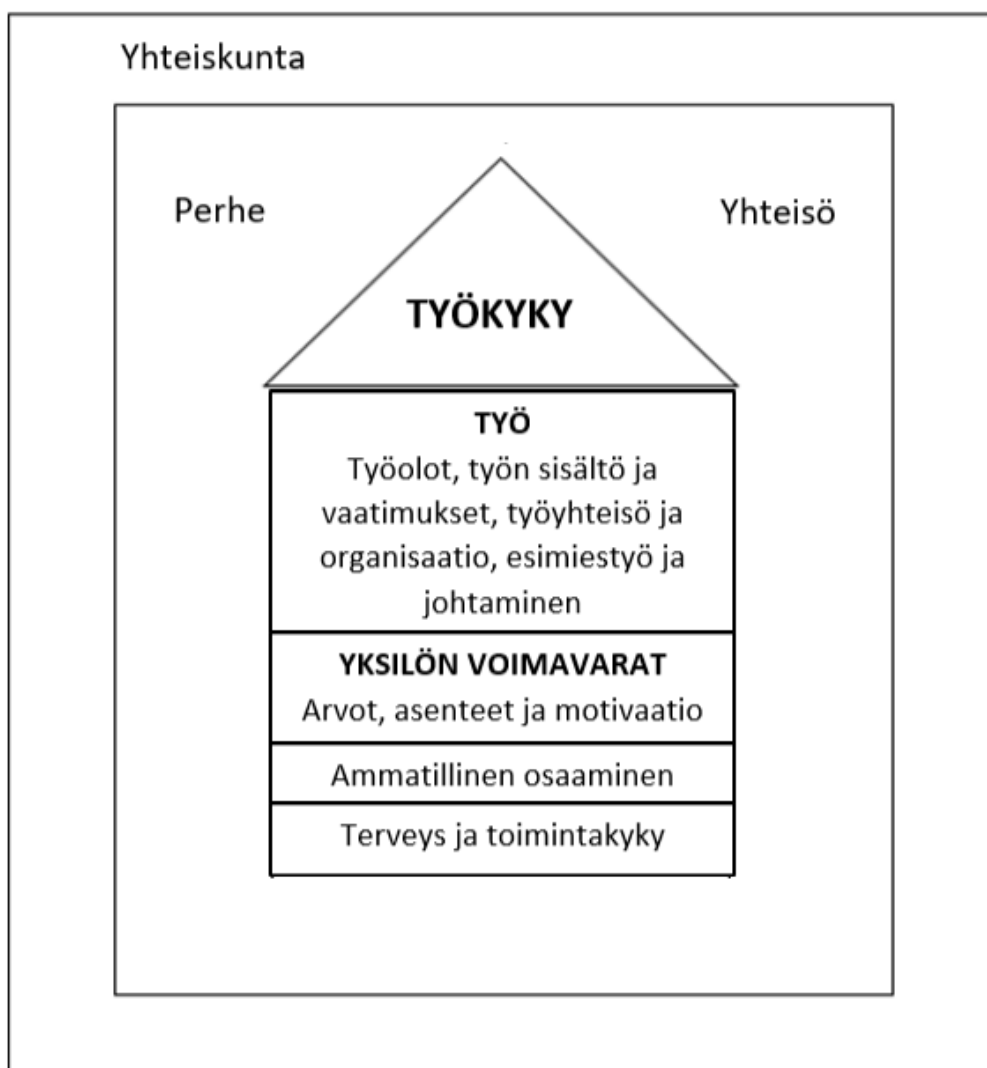 Yhteiskunta
Perhe
Yhteisö
TYÖKYKY
TYÖ
Työolot, työn sisältö ja
vaatimukset, työyhteisö ja
organisaatio, esimiestyö ja
johtaminen
YKSILÖN VOIMAVARAT
Arvot, asenteet ja motivaatio
Ammatillinen osaaminen
Terveys ja toimintakyky